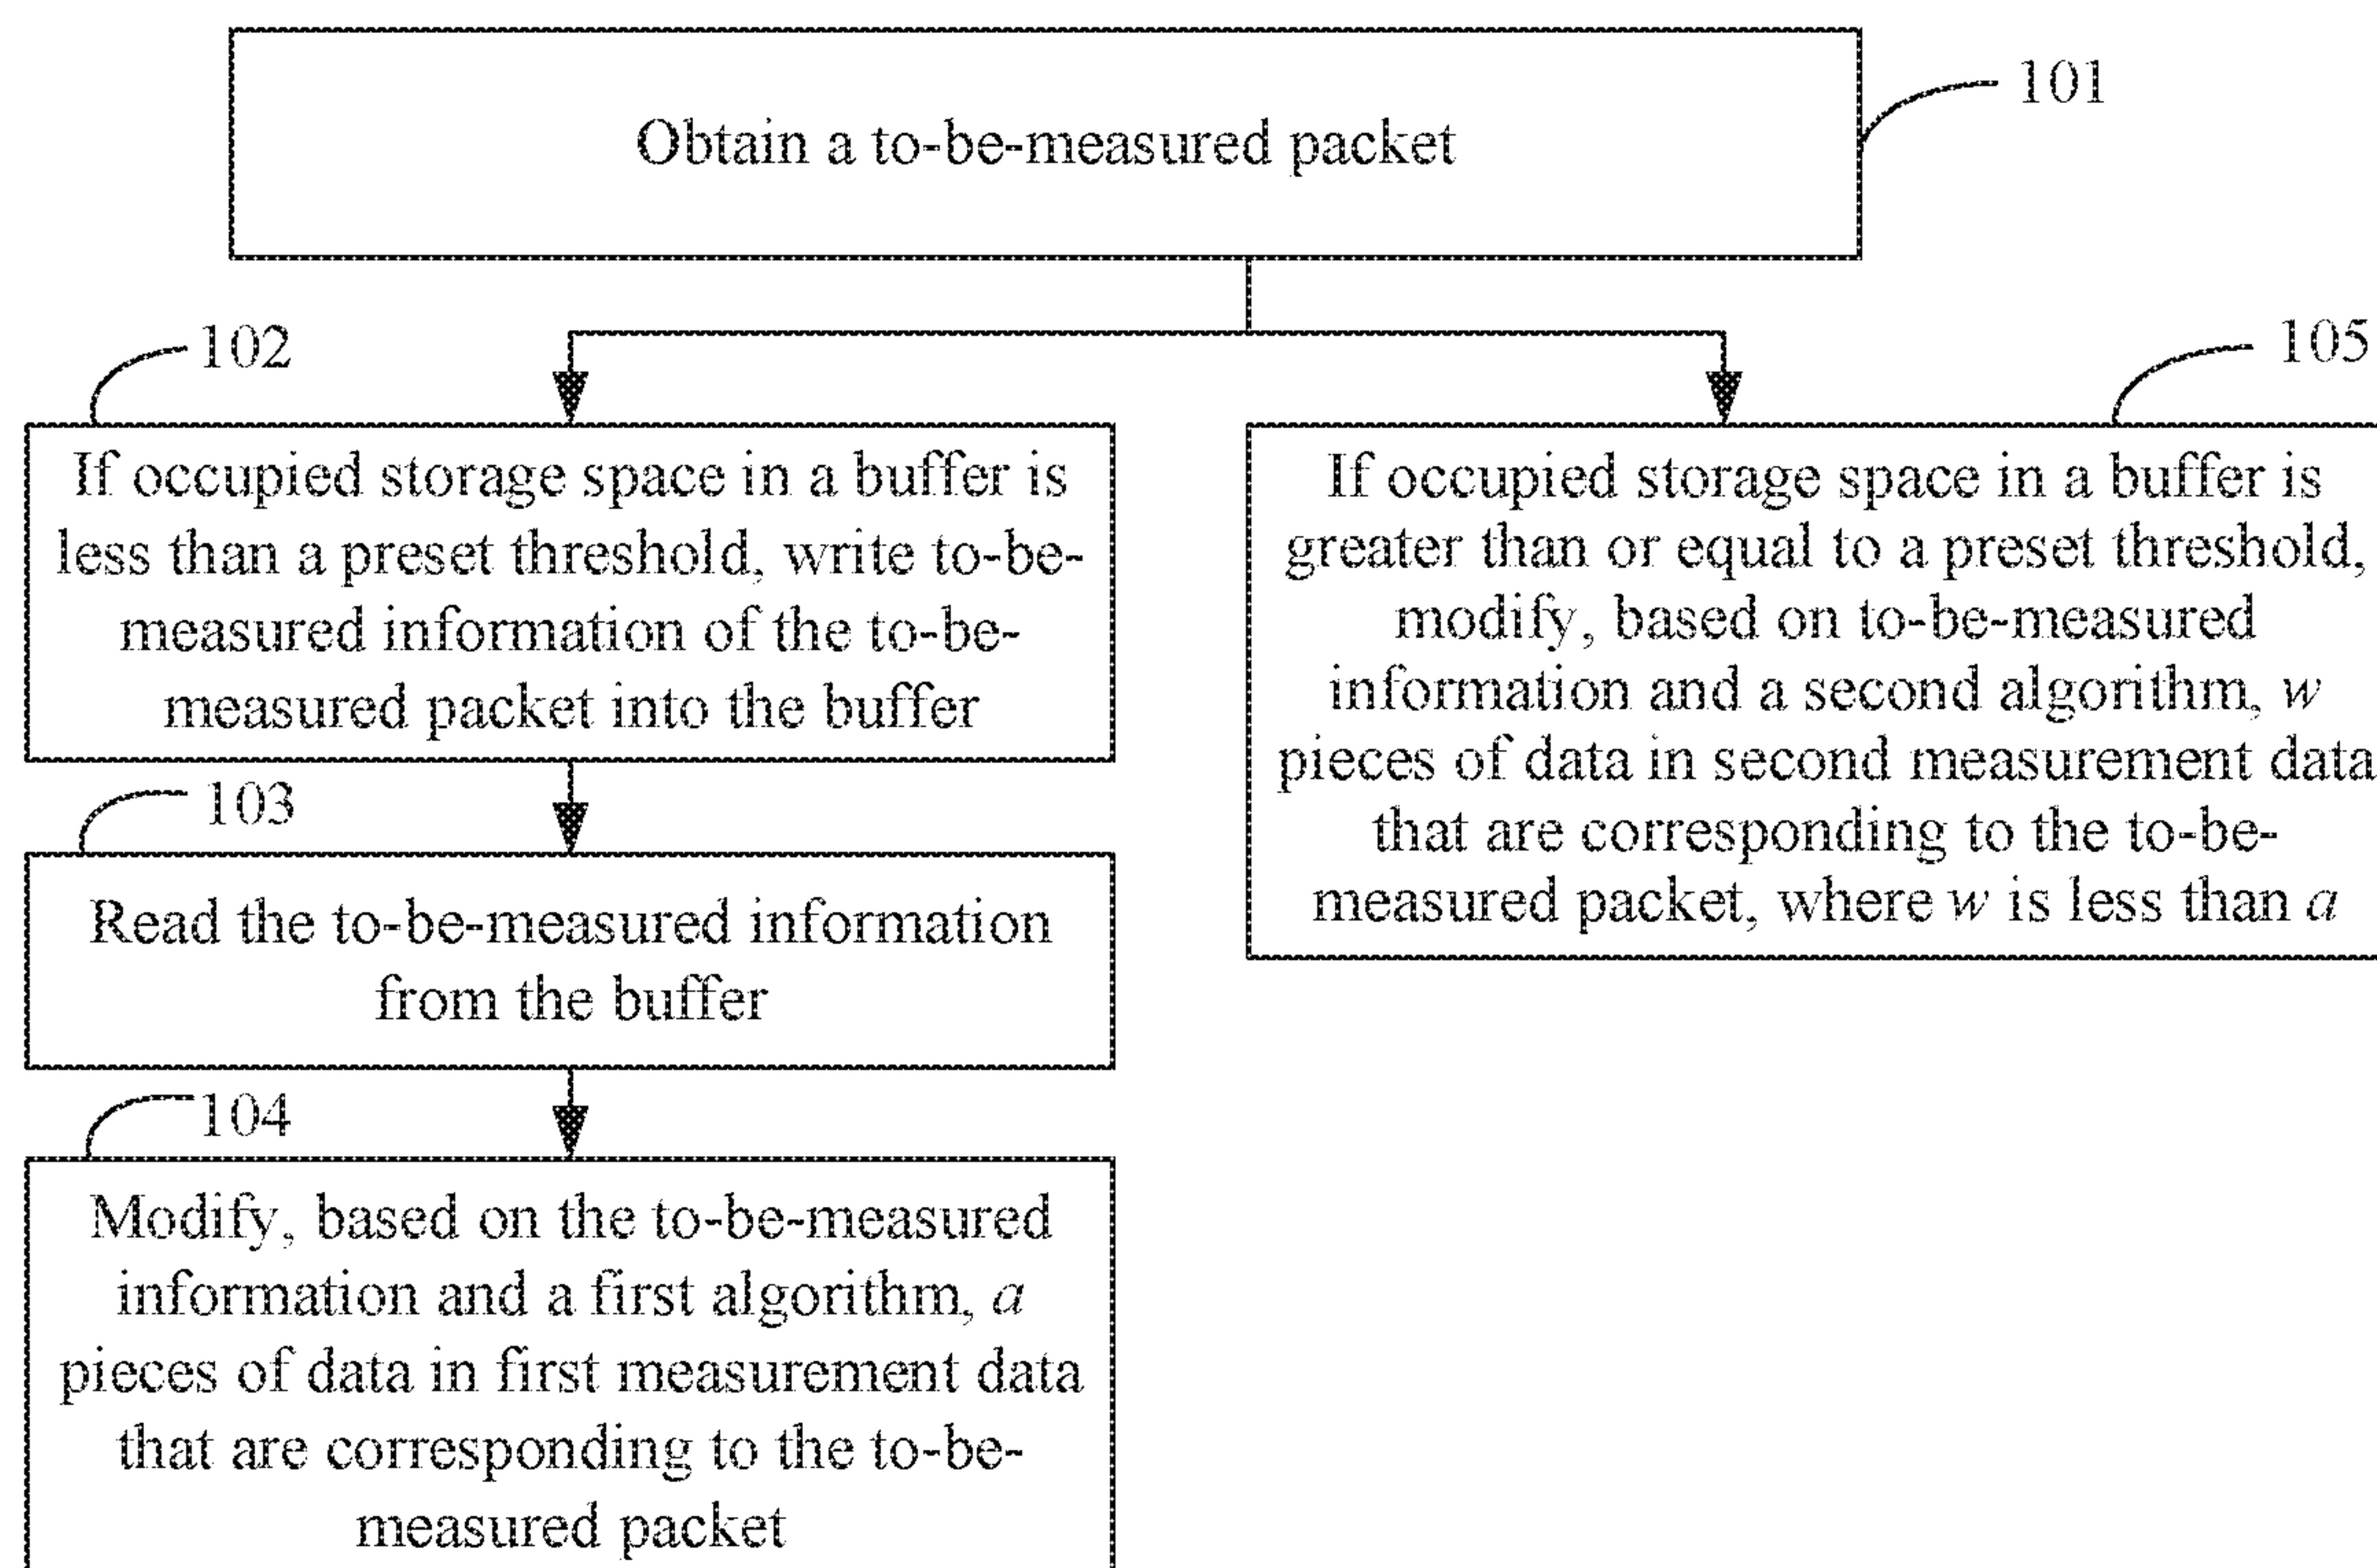 Obtain a to-be-measured packet
101
102
If occupied storage space in a buffer is
less than a preset threshold, write to-be-
measured information of the to-be-
measured packet into the buffer
103
Read the to-be-measured information
from the buffer
104
Modify, based on the to-be-measured
information and a first algorithm, a
pieces of data in first measurement data
that are corresponding to the to-be-
measured packet
105
If occupied storage space in a buffer is
greater than or equal to a preset threshold,
modify, based on to-be-measured
information and a second algorithm, w
pieces of data in second measurement data
that are corresponding to the to-be-
measured packet, where w is less than a